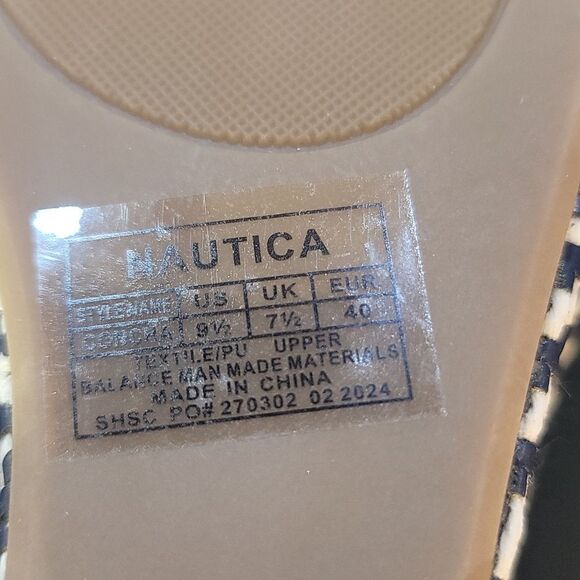 NAUTICA
STYLENAME US UK EUR
CONCHA 9½ 7½ 40
TEXTILE/PU UPPER
BALANCE MAN MADE MATERIALS
MADE IN CHINA
SHSC PO# 270302 02 2024